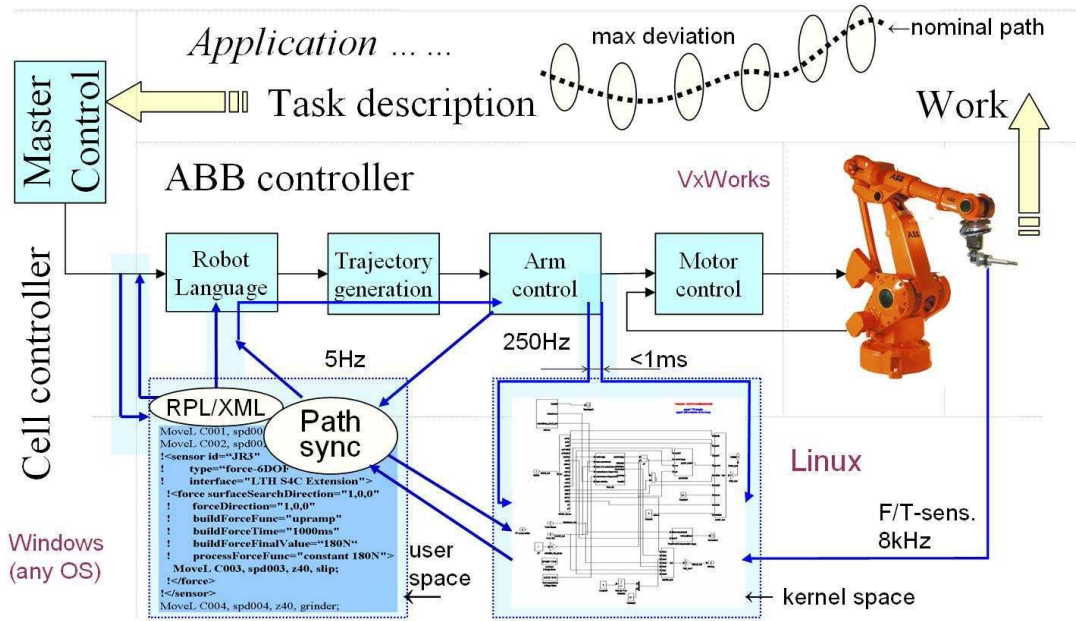 Application ... ...
max deviation
←nominal path
Master
Control
Task description
Work
ABB controller
VxWorks
ABB
ABB
Cell controller
Robot
Language
Trajectory
generation
Arm
control
Motor
control
5Hz
250Hz
<1ms
RPL/XML
Path
sync
MoveL C001, spd00
MoveL C002, spd00
!<sensor id="JR3"
! type="force-6DOF
! interface="LTH S4C Extension">
!<force surfaceSearchDirection="1,0,0"
! forceDirection="1,0,0"
! buildForceFunc="upramp"
! buildForceTime="1000ms"
! buildForceFinalValue="180N"
! processForceFunc="constant 180N">
MoveL C003, spd003, z40, slip;
!</force>
!</sensor>
MoveL C004, spd004, z40, grinder;
Linux
F/T-sens.
8kHz
Windows
(any OS)
user
space
← kernel space